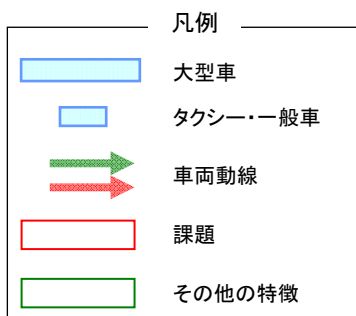 凡例
大型車
タクシー・一般車
車両動線
課題
その他の特徴